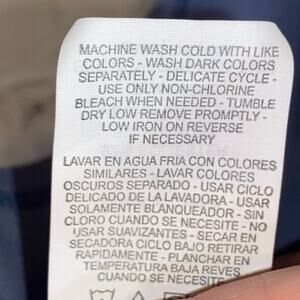 MACHINE WASH COLD WITH LIKE
COLORS - WASH DARK COLORS
SEPARATELY - DELICATE CYCLE -
USE ONLY NON-CHLORINE
BLEACH WHEN NEEDED - TUMBLE
DRY LOW REMOVE PROMPTLY -
LOW IRON ON REVERSE
IF NECESSARY
LAVAR EN AGUA FRIA CON COLORES
SIMILARES - LAVAR COLORES
OSCUROS SEPARADO - USAR CICLO
DELICADO DE LA LAVADORA - USAR
SOLAMENTE BLANQUEADOR - SIN
CLORO CUANDO SE NECESITE - NO
USAR SUAVIZANTES - SECAR EN
SECADORA CICLO BAJO RETIRAR
RAPIDAMENTE - PLANCHAR EN
TEMPERATURA BAJA REVES
CUANDO SE NECESITE